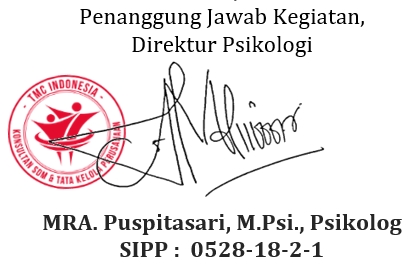 Penanggung Jawab Kegiatan,
Direktur Psikologi
TMC INDONESIA
KONSULTAN SDM & TATA KELOLA PERUSAHAAN
MRA. Puspitasari, M.Psi., Psikolog
SIPP : 0528-18-2-1